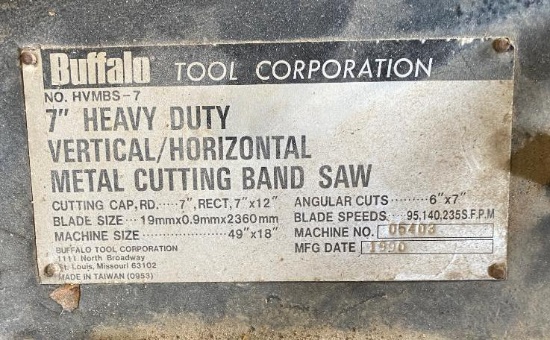 Buffalo TOOL CORPORATION
NO. HVMBS-7
7" HEAVY DUTY
VERTICAL/HORIZONTAL
METAL CUTTING BAND SAW
CUTTING CAP, RD.....7", RECT, 7"x12"
ANGULAR CUTS.........6"x7"
BLADE SIZE...19mmx0.9mmx2360mm
BLADE SPEEDS..95,140,235S.F.P.M
MACHINE SIZE......................49"x18"
MACHINE NO. 05403
MFG DATE 1990
BUFFALO TOOL CORPORATION
1111 North Broadway
St. Louis, Missouri 63102
MADE IN TAIWAN (0953)